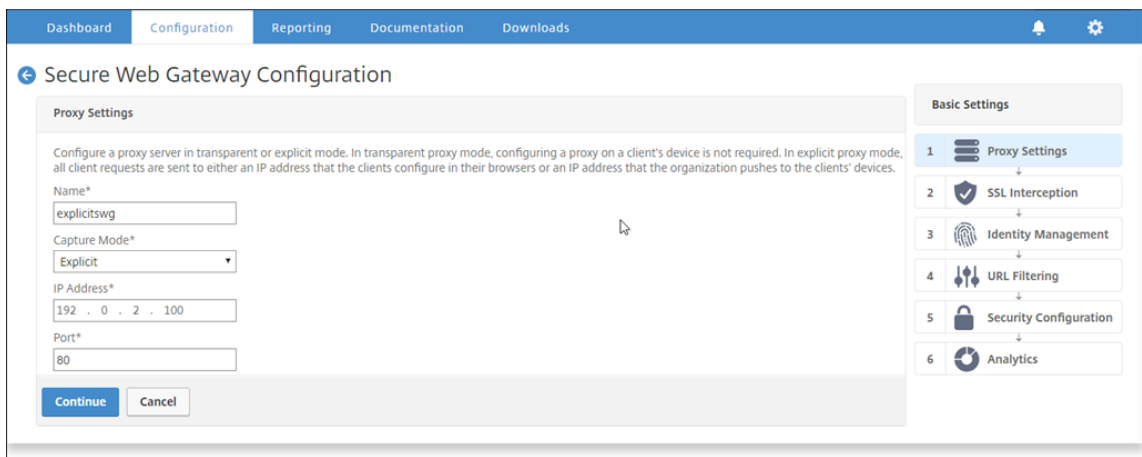 Dashboard Configuration Reporting Documentation Downloads
Secure Web Gateway Configuration
Proxy Settings
Configure a proxy server in transparent or explicit mode. In transparent proxy mode, configuring a proxy on a client's device is not required. In explicit proxy mode,
all client requests are sent to either an IP address that the clients configure in their browsers or an IP address that the organization pushes to the clients' devices.
Name*
explicitswg
Capture Mode*
Explicit
IP Address*
192 . 0 . 2 . 100
Port*
80
Continue Cancel
Basic Settings
1 Proxy Settings
2 SSL Interception
3 Identity Management
4 URL Filtering
5 Security Configuration
6 Analytics